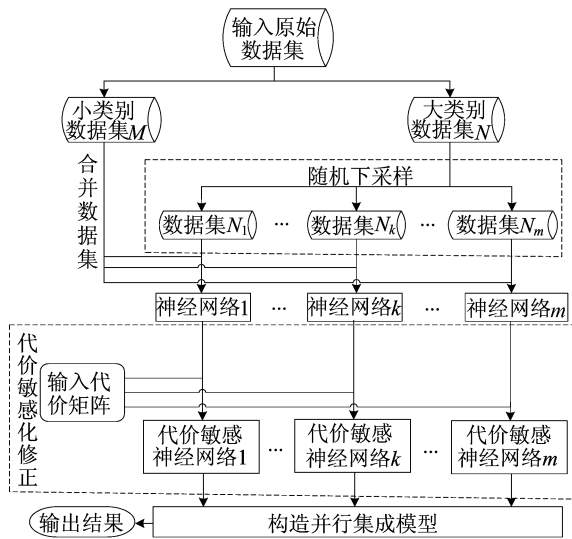 输入原始
数据集
小类别
数据集M
大类别
数据集N
合并数据集
随机下采样
数据集N1 ··· 数据集Nk ··· 数据集Nm
神经网络1 ··· 神经网络k ··· 神经网络m
代价敏感化修正
输入代
价矩阵
代价敏感
神经网络1
···
代价敏感
神经网络k
···
代价敏感
神经网络m
输出结果
构造并行集成模型